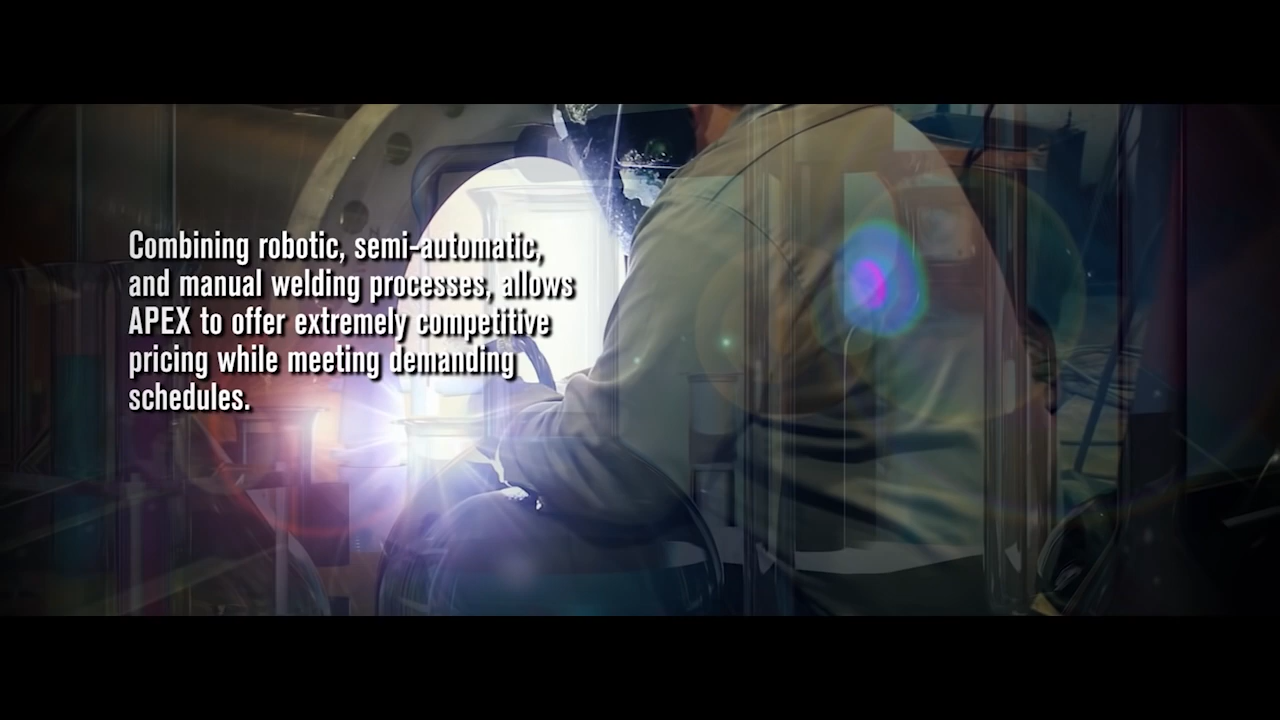 Combining robotic, semi-automatic,
and manual welding processes, allows
APEX to offer extremely competitive
pricing while meeting demanding
schedules.